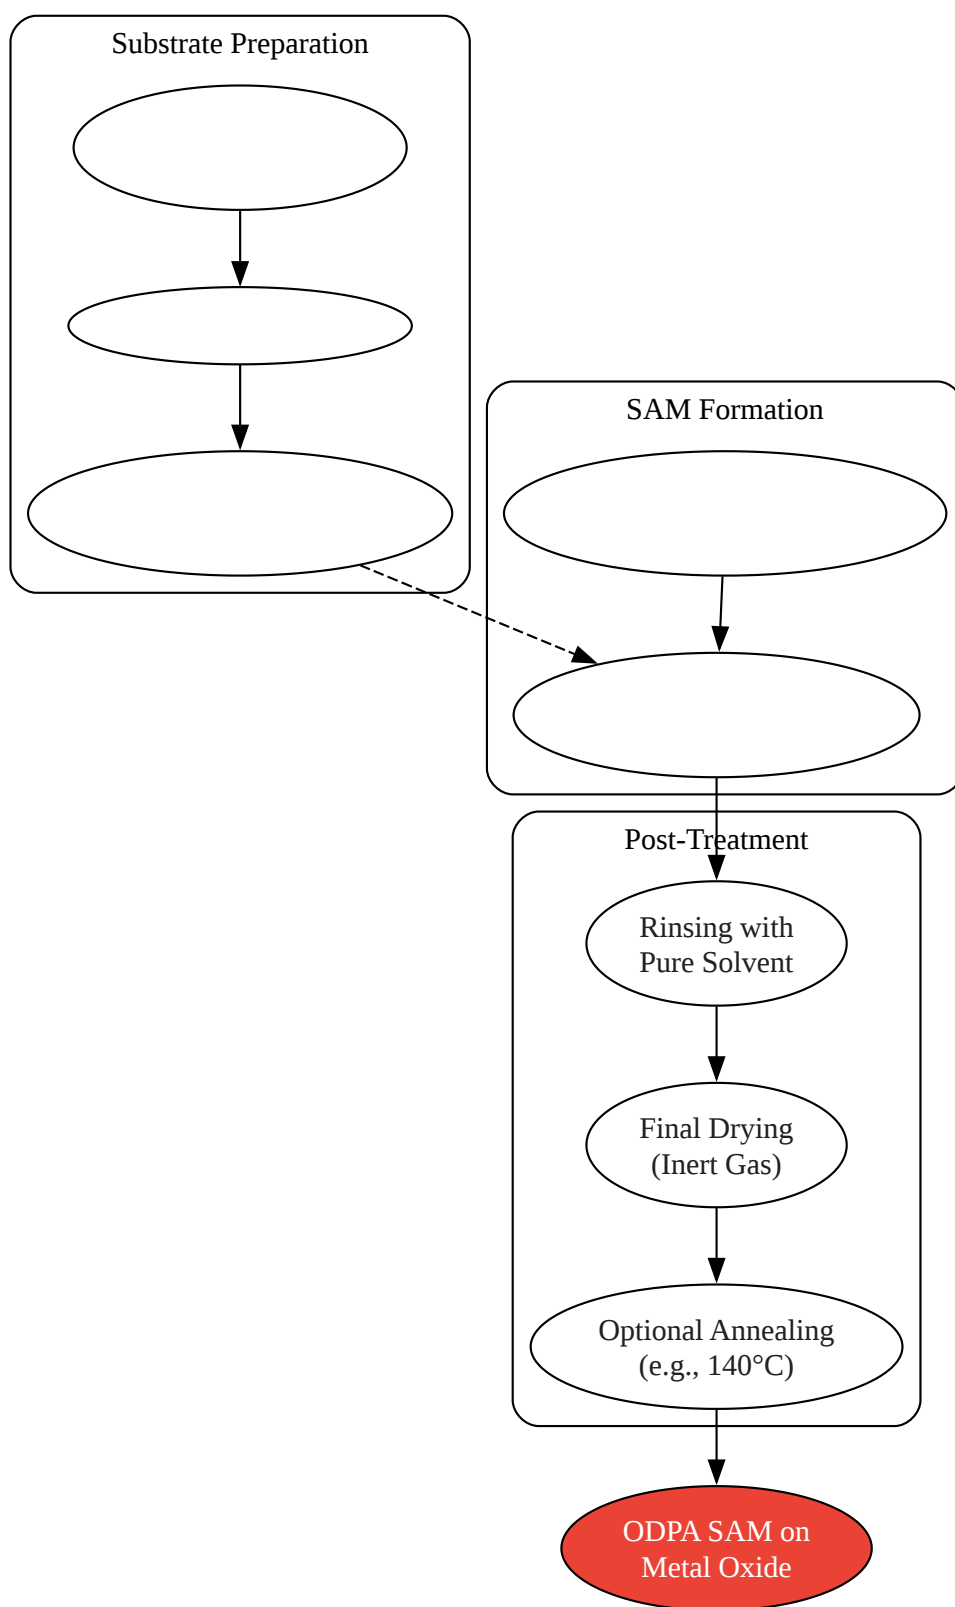 Substrate Preparation
SAM Formation
Post-Treatment
Rinsing with
Pure Solvent
Final Drying
(Inert Gas)
Optional Annealing
(e.g., 140°C)
ODPA SAM on
Metal Oxide